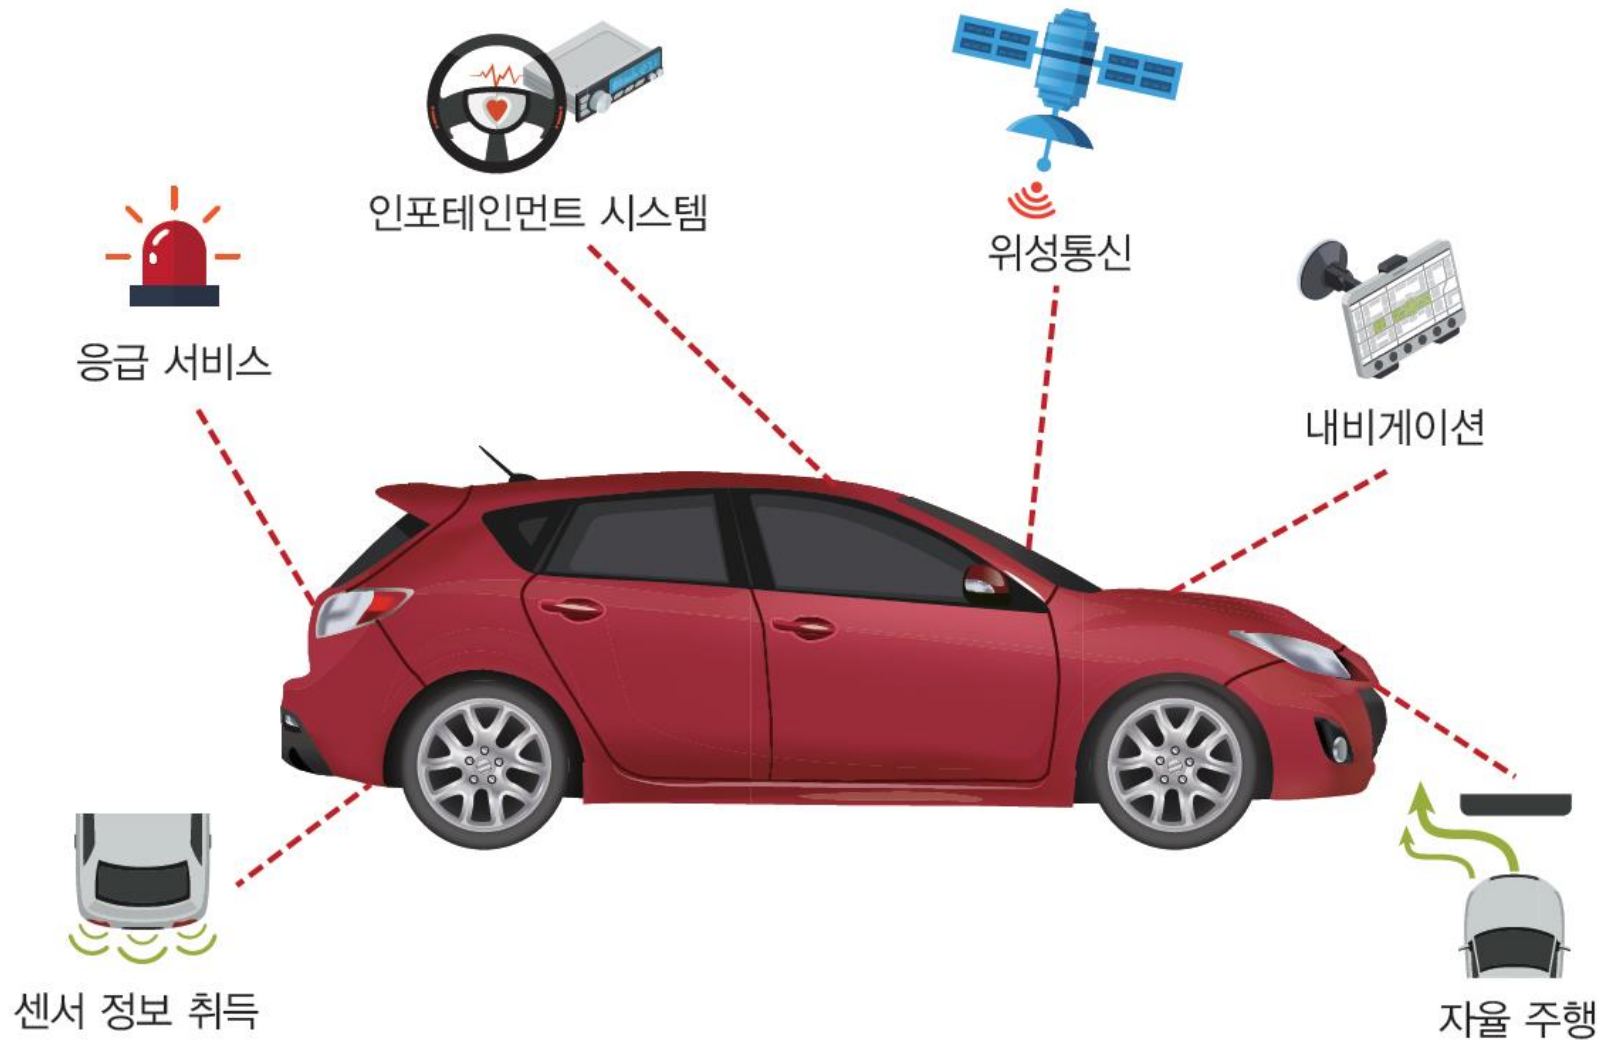 인포테인먼트 시스템
위성통신
응급 서비스
내비게이션
센서 정보 취득
자율 주행